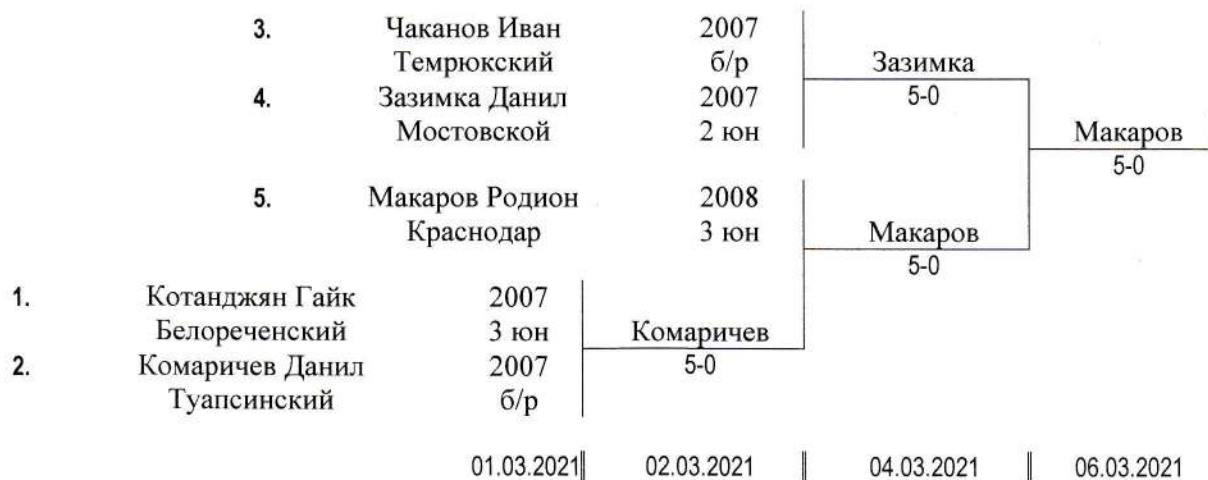 3. Чаканов Иван 2007
Темрюкский б/р Зазимка
4. Зазимка Данил 2007 5-0
Мостовской 2 юн Макаров
5-0
5. Макаров Родион 2008
Краснодар 3 юн Макаров
5-0
1. Котанджян Гайк 2007
Белореченский 3 юн Комаричев
2. Комаричев Данил 2007 5-0
Туапсинский б/р
01.03.2021 02.03.2021 04.03.2021 06.03.2021